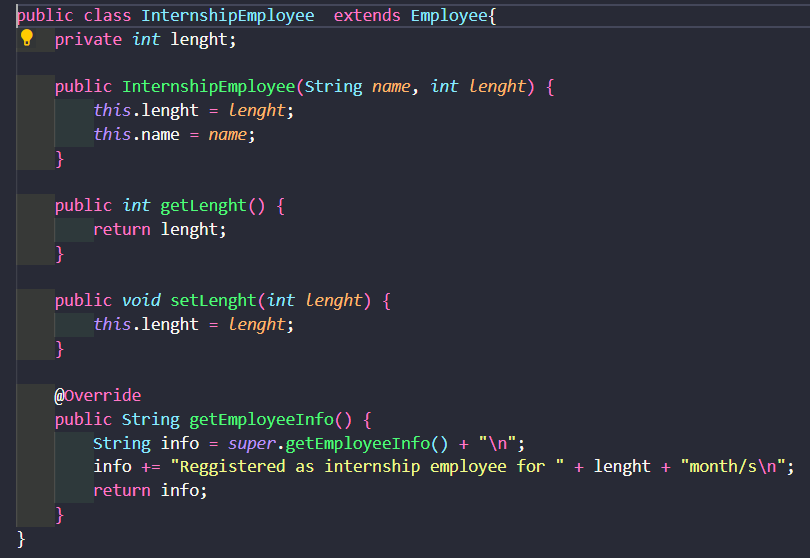 public class InternshipEmployee  extends Employee{
    private int lenght;

    public InternshipEmployee(String name, int lenght) {
        this.lenght = lenght;
        this.name = name;
    }

    public int getLenght() {
        return lenght;
    }

    public void setLenght(int lenght) {
        this.lenght = lenght;
    }

    @Override
    public String getEmployeeInfo() {
        String info = super.getEmployeeInfo() + "\n";
        info += "Reggistered as internship employee for " + lenght + "month/s\n";
        return info;
    }
}